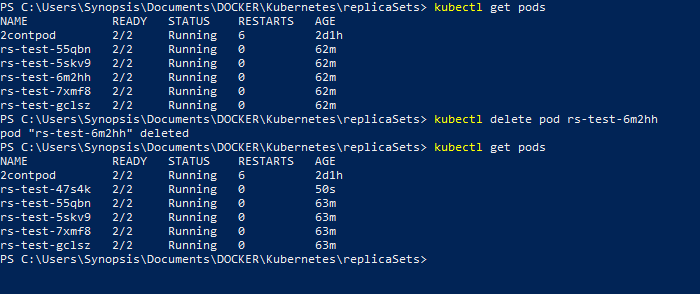 PS C:\Users\Synopsis\Documents\DOCKER\Kubernetes\replicaSets> kubectl get pods
NAME READY STATUS RESTARTS AGE
2contpod 2/2 Running 6 2d1h
rs-test-55qbn 2/2 Running 0 62m
rs-test-5skv9 2/2 Running 0 62m
rs-test-6m2hh 2/2 Running 0 62m
rs-test-7xmf8 2/2 Running 0 62m
rs-test-gclsz 2/2 Running 0 62m
PS C:\Users\Synopsis\Documents\DOCKER\Kubernetes\replicaSets> kubectl delete pod rs-test-6m2hh
pod "rs-test-6m2hh" deleted
PS C:\Users\Synopsis\Documents\DOCKER\Kubernetes\replicaSets> kubectl get pods
NAME READY STATUS RESTARTS AGE
2contpod 2/2 Running 6 2d1h
rs-test-47s4k 2/2 Running 0 50s
rs-test-55qbn 2/2 Running 0 63m
rs-test-5skv9 2/2 Running 0 63m
rs-test-7xmf8 2/2 Running 0 63m
rs-test-gclsz 2/2 Running 0 63m
PS C:\Users\Synopsis\Documents\DOCKER\Kubernetes\replicaSets>